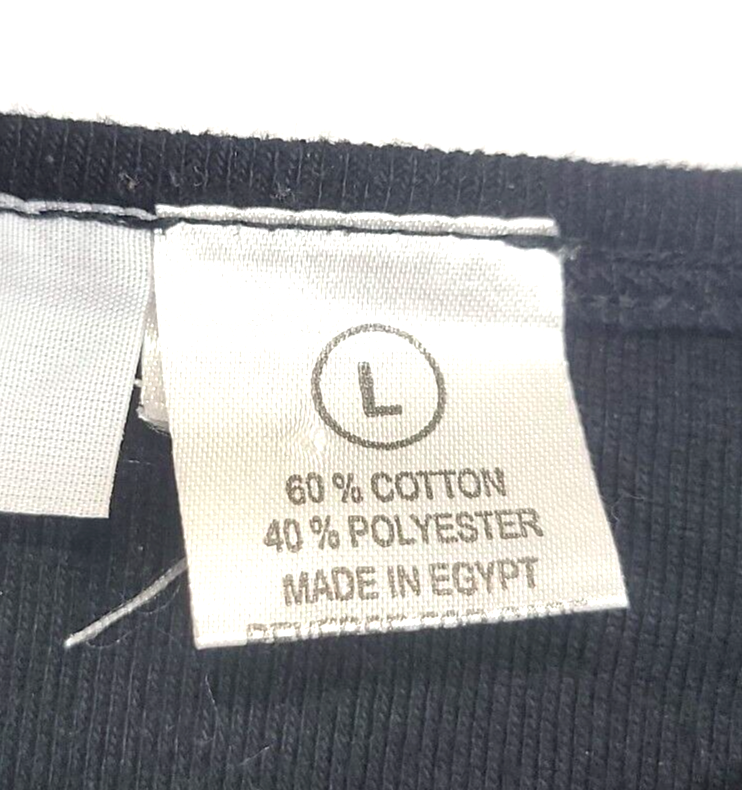 L
60 % COTTON
40 % POLYESTER
MADE IN EGYPT